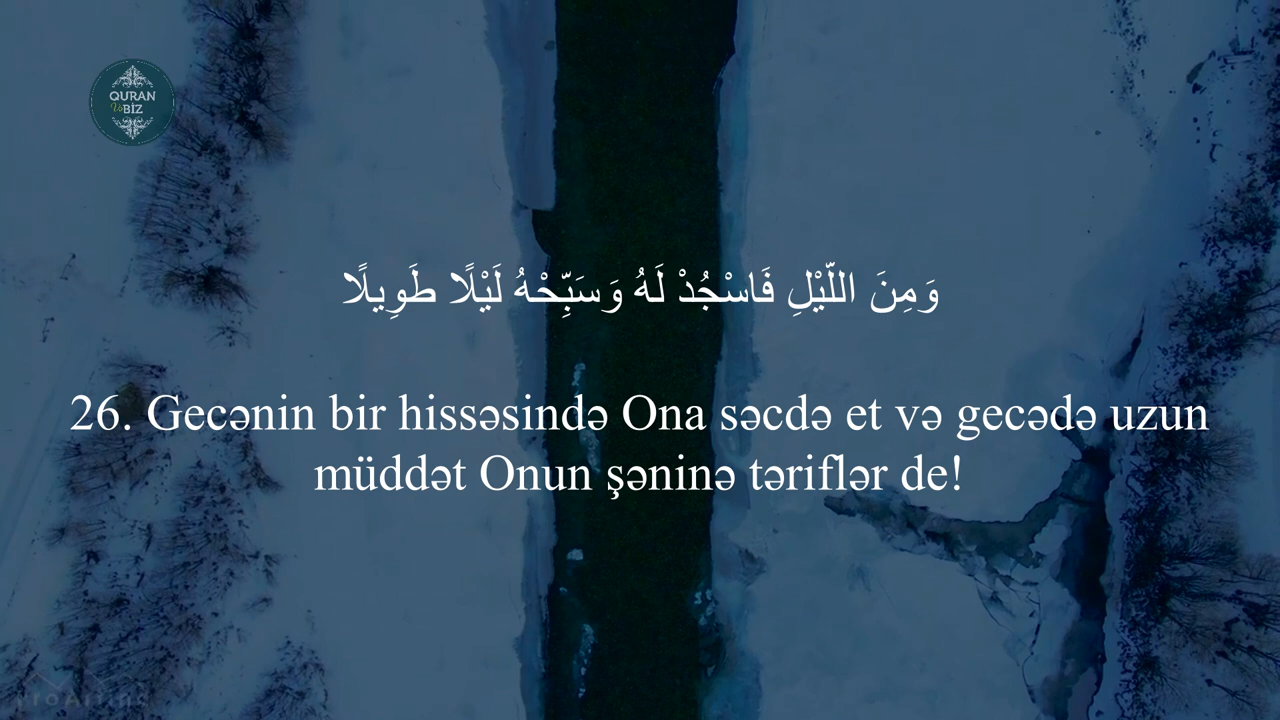 QURAN
Və BİZ
وَمِنَ اللَّيْلِ فَاسْجُدْ لَهُ وَسَبِّحْهُ لَيْلًا طَوِيلًا
26. Gecənin bir hissəsində Ona səcdə et və gecədə uzun
müddət Onun şəninə təriflər de!